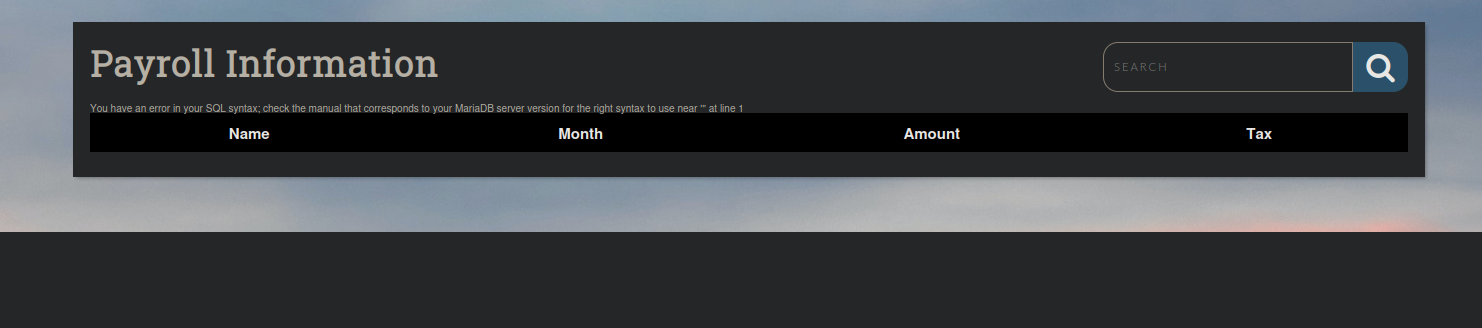 Payroll Information
SEARCH
You have an error in your SQL syntax; check the manual that corresponds to your MariaDB server version for the right syntax to use near ''' at line 1
Name Month Amount Tax